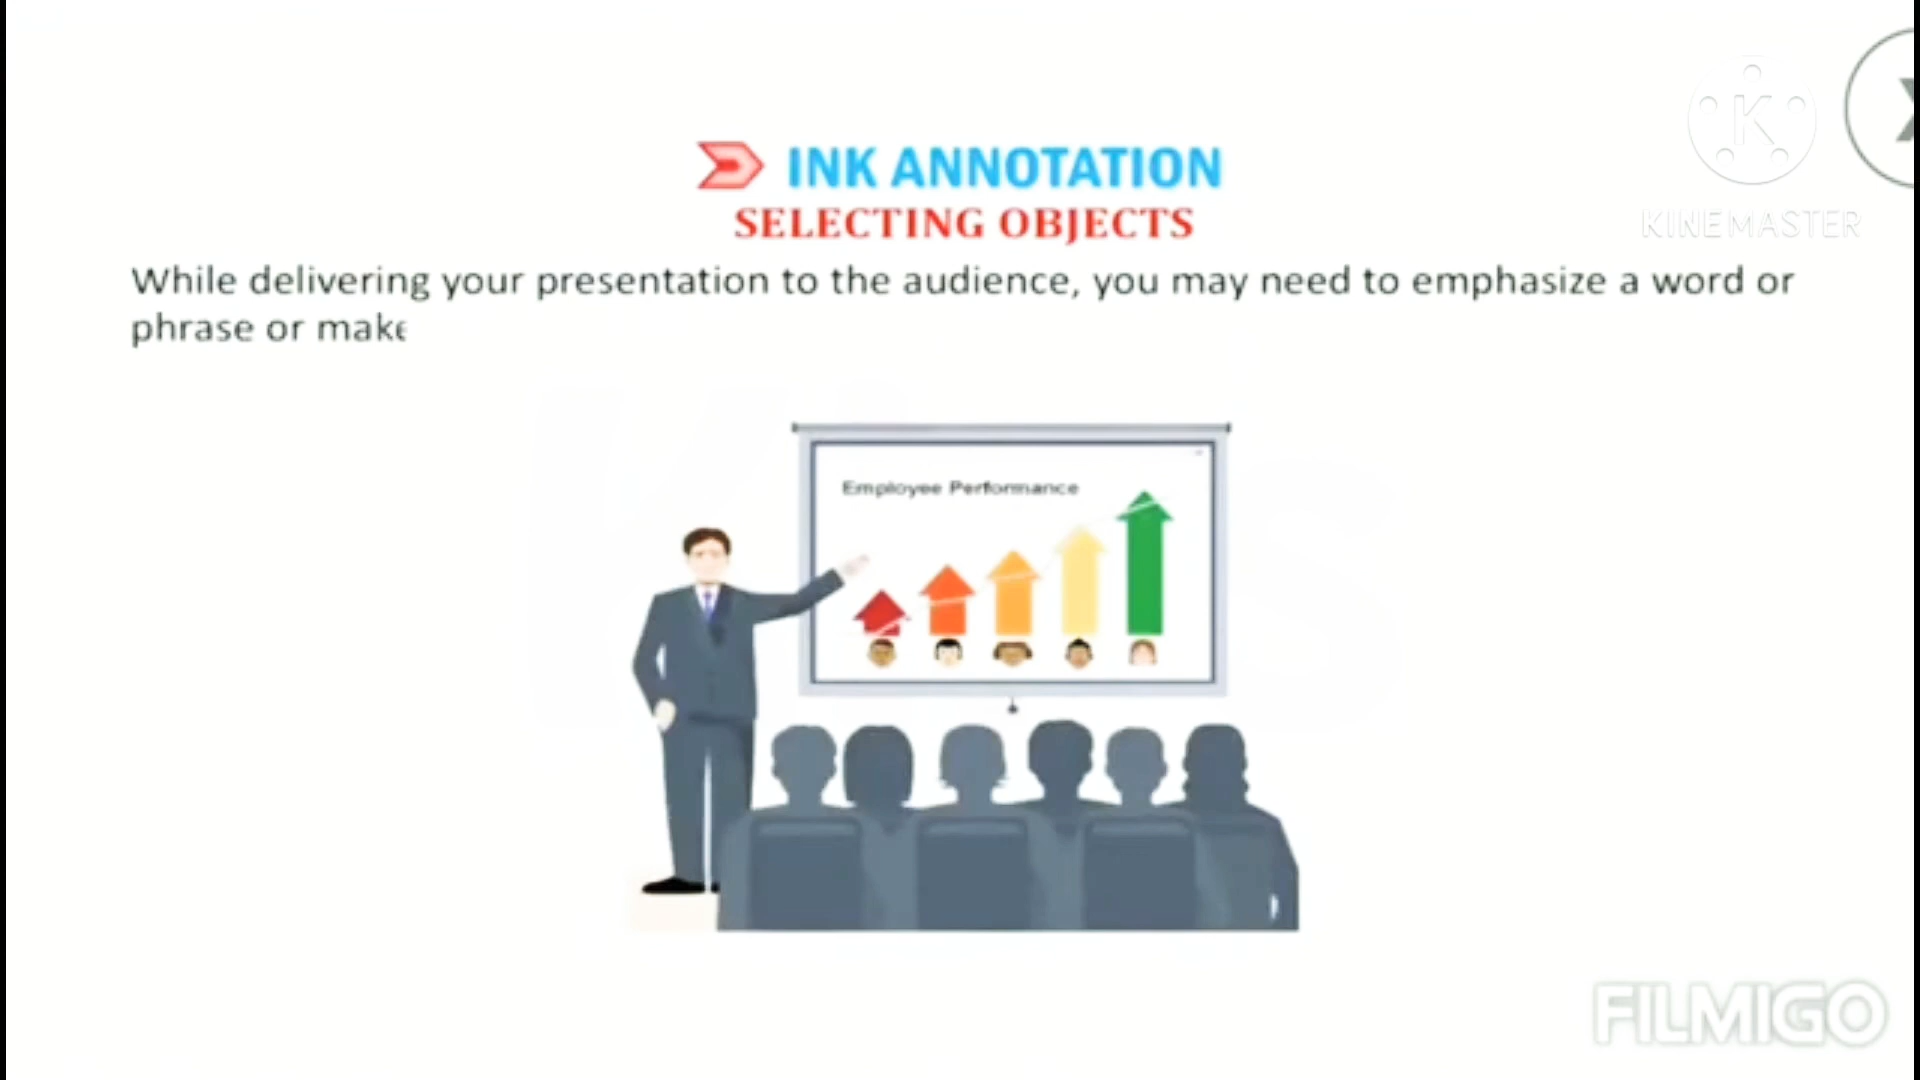 INK ANNOTATION
SELECTING OBJECTS
While delivering your presentation to the audience, you may need to emphasize a word or
phrase or make
Employee Performance
K
KINEMASTER
FILMIGO